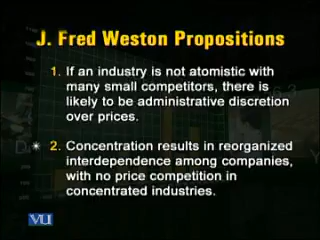 J. Fred Weston Propositions
1. If an industry is not atomistic with
many small competitors, there is
likely to be administrative discretion
over prices.
2. Concentration results in reorganized
interdependence among companies,
with no price competition in
concentrated industries.
VU